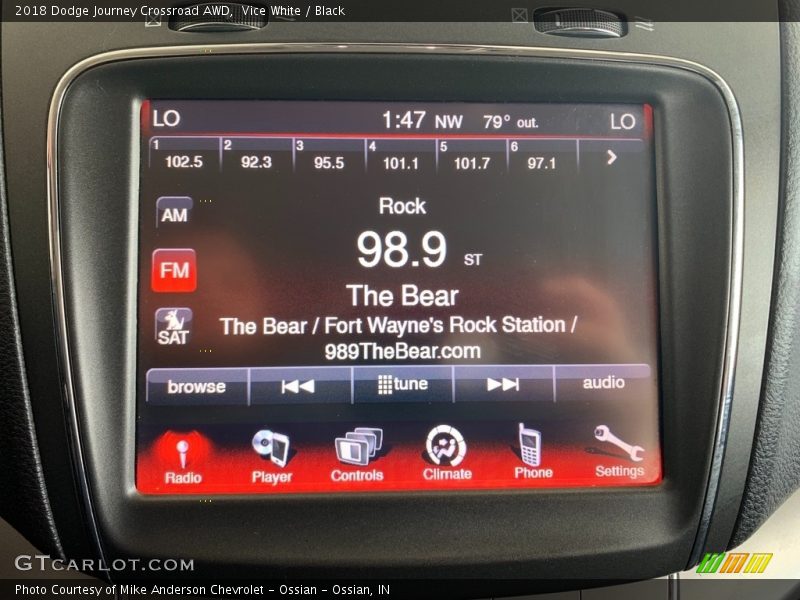 2018 Dodge Journey Crossroad AWD,  Vice White / Black
LO 1:47 NW 79° out. LO
1 102.5 2 92.3 3 95.5 4 101.1 5 101.7 6 97.1 >
Rock
AM
98.9 ST
FM
The Bear
SAT
The Bear / Fort Wayne's Rock Station /
989TheBear.com
browse tune audio
Radio Player Controls Climate Phone Settings
GTCARLOT.COM
Photo Courtesy of Mike Anderson Chevrolet - Ossian - Ossian, IN